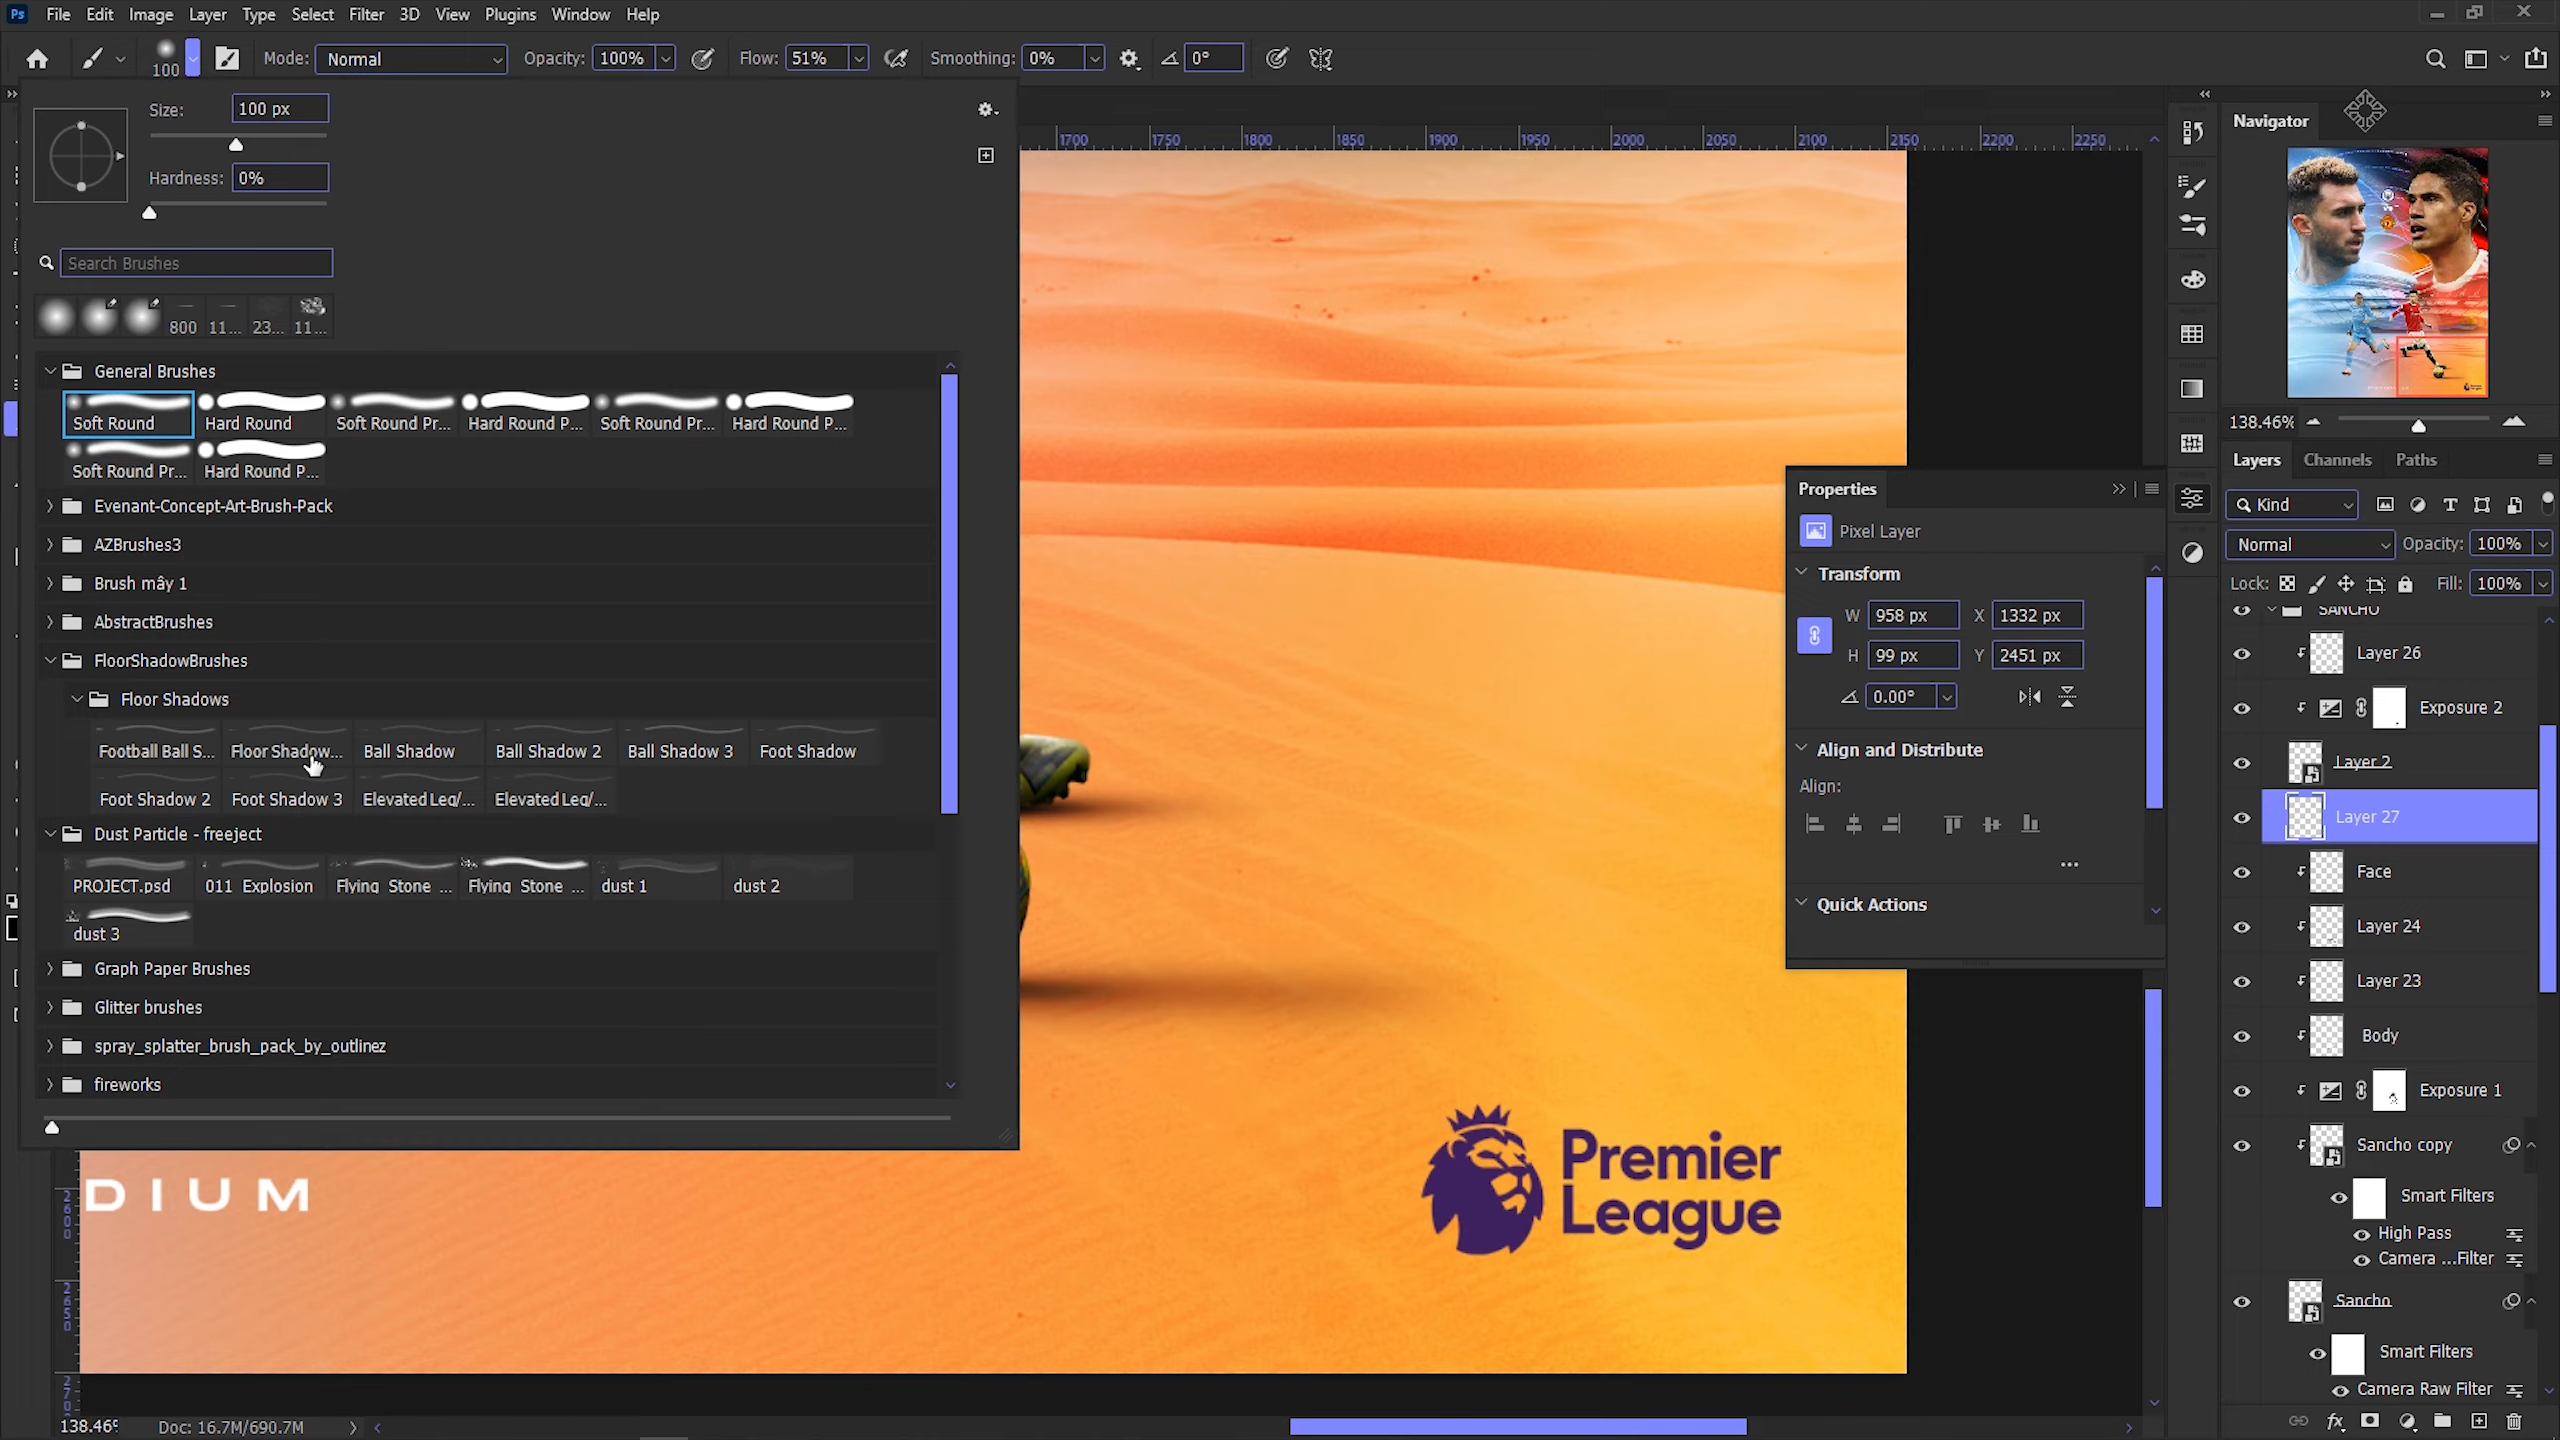 Ps File Edit Image Layer Type Select Filter 3D View Plugins Window Help
100 Mode: Normal Opacity: 100% Flow: 51% Smoothing: 0% 0°
Size: 100 px
Hardness: 0%
Search Brushes
800 11... 23... 11...
General Brushes
Soft Round Hard Round Soft Round Pr... Hard Round P... Soft Round Pr... Hard Round P...
Soft Round Pr... Hard Round P...
Evenant-Concept-Art-Brush-Pack
AZBrushes3
Brush mây 1
AbstractBrushes
FloorShadowBrushes
Floor Shadows
Football Ball S... Floor Shadow... Ball Shadow Ball Shadow 2 Ball Shadow 3 Foot Shadow
Foot Shadow 2 Foot Shadow 3 Elevated Leg/... Elevated Leg/...
Dust Particle - freeject
PROJECT.psd 011_Explosion Flying_Stone_... Flying_Stone_... dust 1 dust 2
dust 3
Graph Paper Brushes
Glitter brushes
spray_splatter_brush_pack_by_outlinez
fireworks
1700 1750 1800 1850 1900 1950 2000 2050 2100 2150 2200 2250
DIUM
Premier
League
2600
2650
138.46% Doc: 16.7M/690.7M
Properties
Pixel Layer
Transform
W 958 px X 1332 px
H 99 px Y 2451 px
0.00°
Align and Distribute
Align:
Quick Actions
Navigator
138.46%
Layers Channels Paths
Kind
Normal Opacity: 100%
Lock: Fill: 100%
SANCHO
Layer 26
Exposure 2
Layer 2
Layer 27
Face
Layer 24
Layer 23
Body
Exposure 1
Sancho copy
Smart Filters
High Pass
Camera ...Filter
Sancho
Smart Filters
Camera Raw Filter